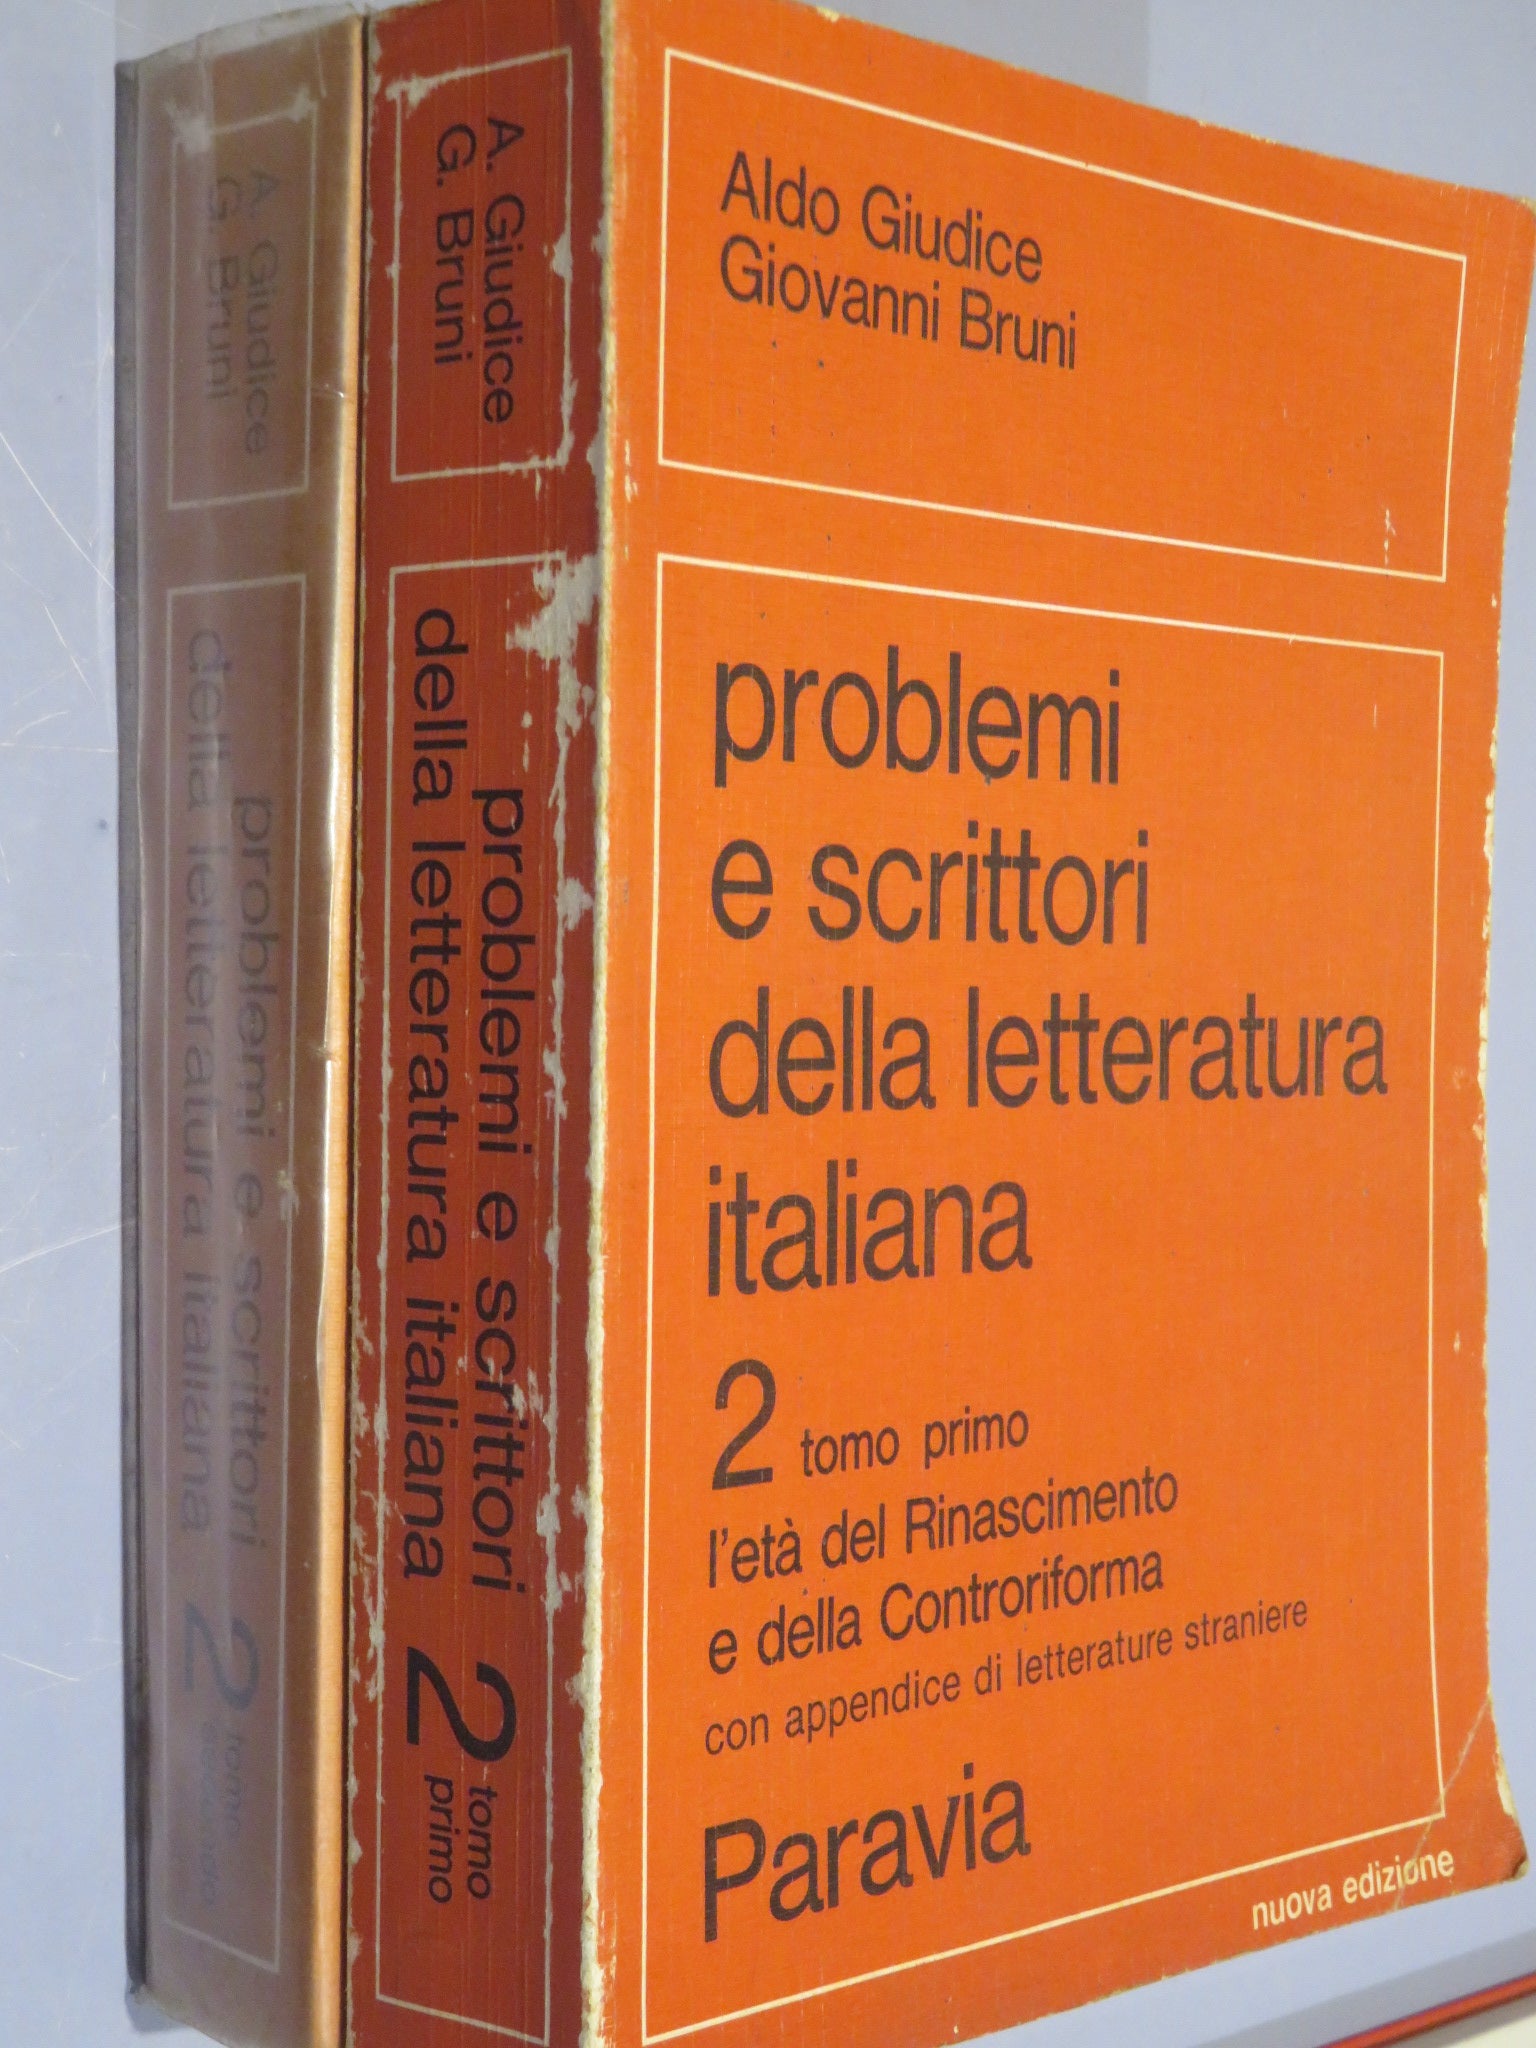 A. Giudice
G. Bruni
problemi e scrittori
della letteratura italiana
2
2
tomo
A. Giudice
G. Bruni
problemi e scrittori
della letteratura italiana
2
2
tomo
primo
Aldo Giudice
Giovanni Bruni
problemi
e scrittori
della letteratura
italiana
2 tomo primo
l'età del Rinascimento
e della Controriforma
con appendice di letterature straniere
Paravia
nuova edizione